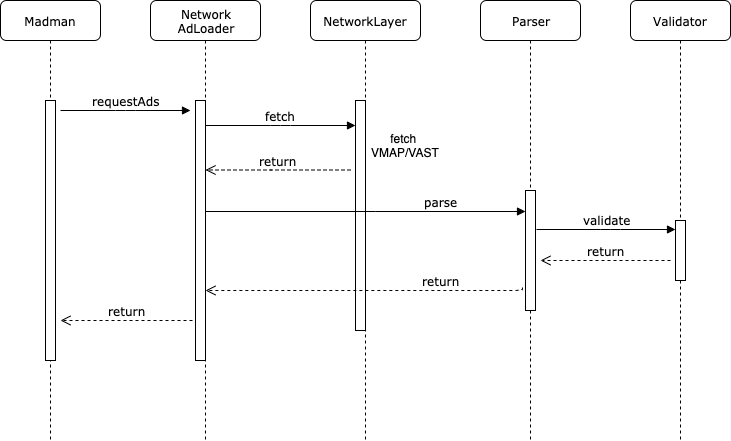 Madman
Network
AdLoader
NetworkLayer
Parser
Validator
requestAds
fetch
fetch
VMAP/VAST
return
parse
validate
return
return
return